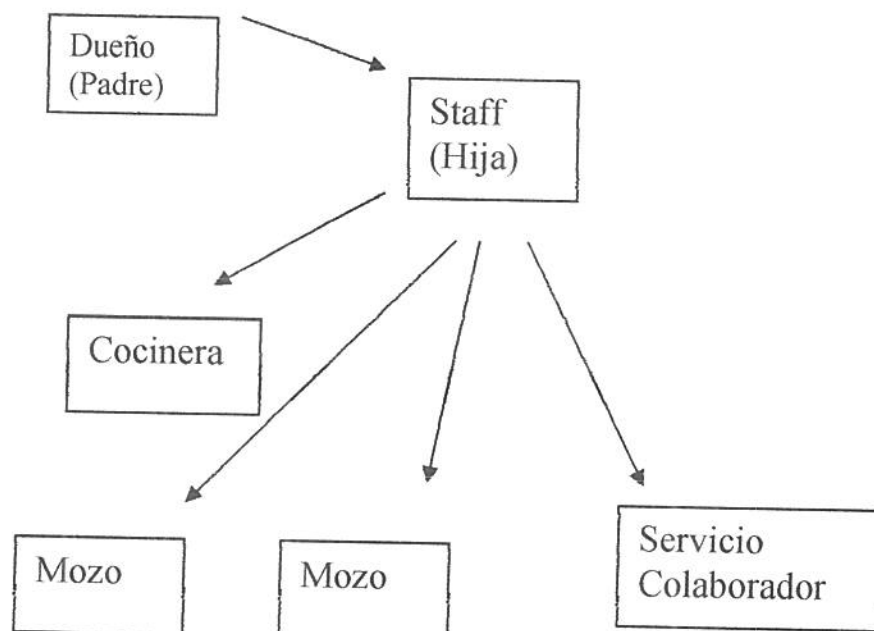 Dueño
(Padre)
Staff
(Hija)
Cocinera
Mozo
Mozo
Servicio
Colaborador